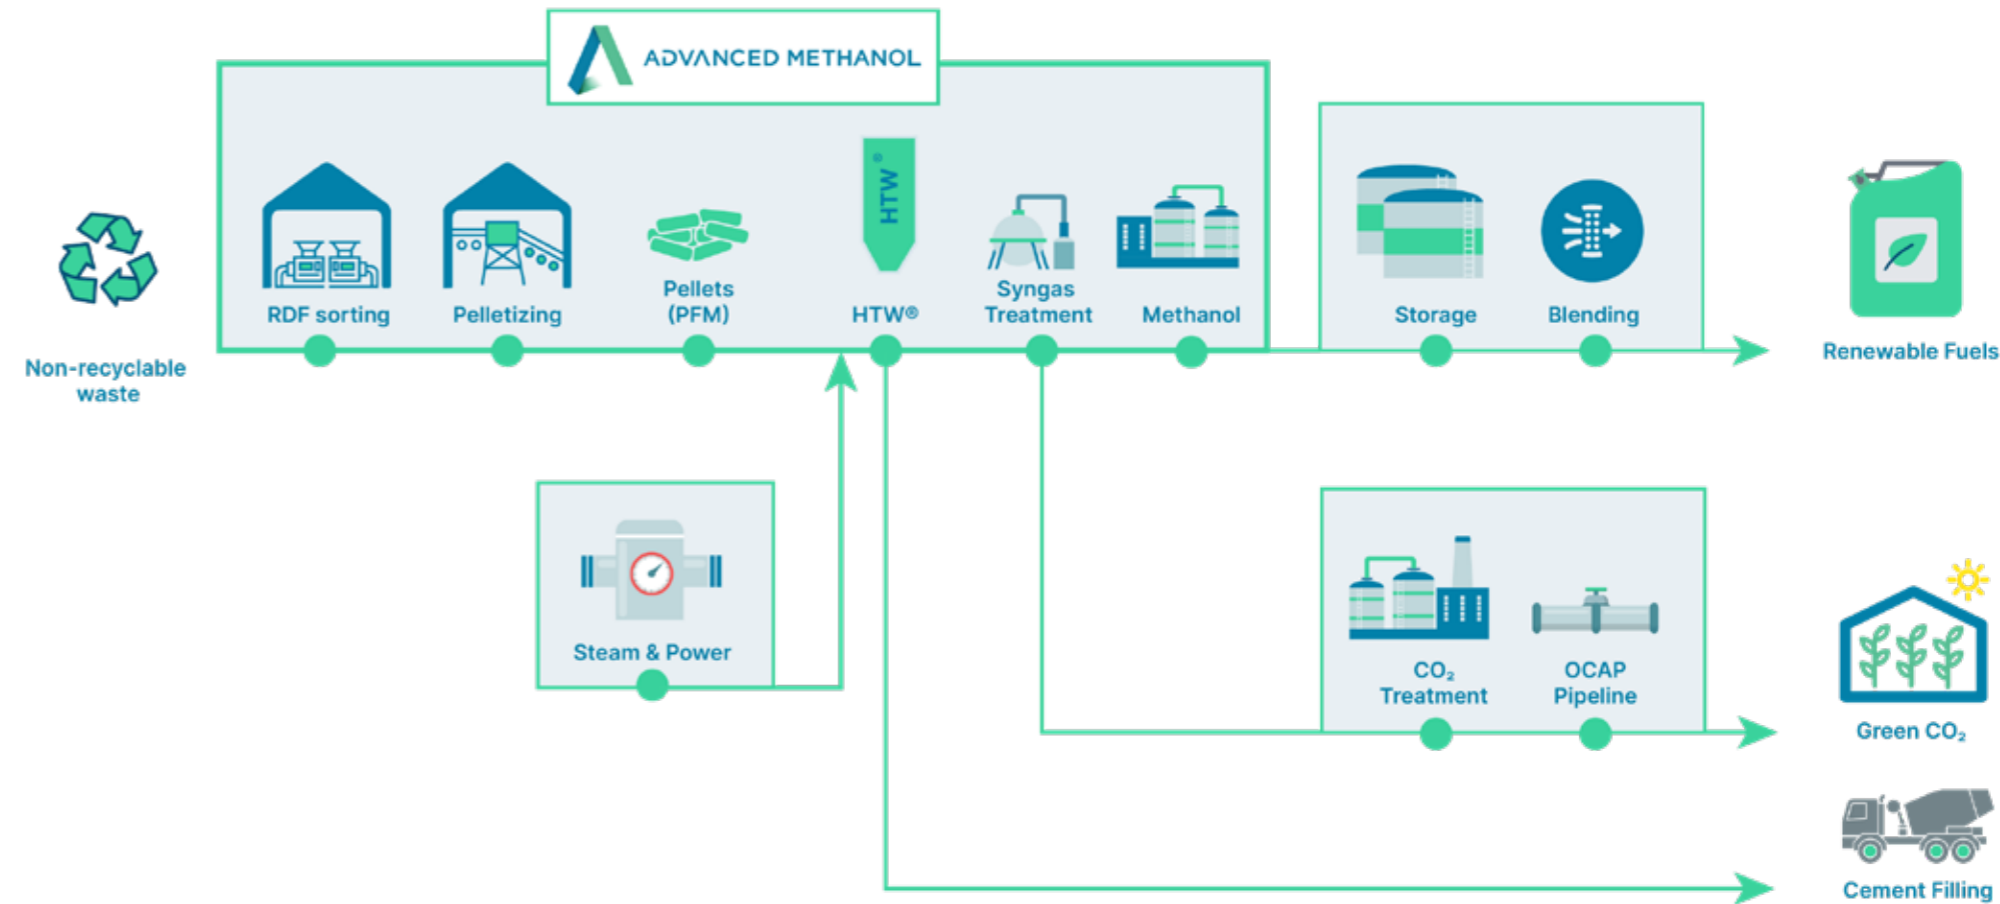 ADVANCED METHANOL
HTW®
Non-recyclable
waste
RDF sorting
Pelletizing
Pellets
(PFM)
HTW®
Syngas
Treatment
Methanol
Storage
Blending
Renewable Fuels
Steam & Power
CO₂
Treatment
OCAP
Pipeline
Green CO₂
Cement Filling